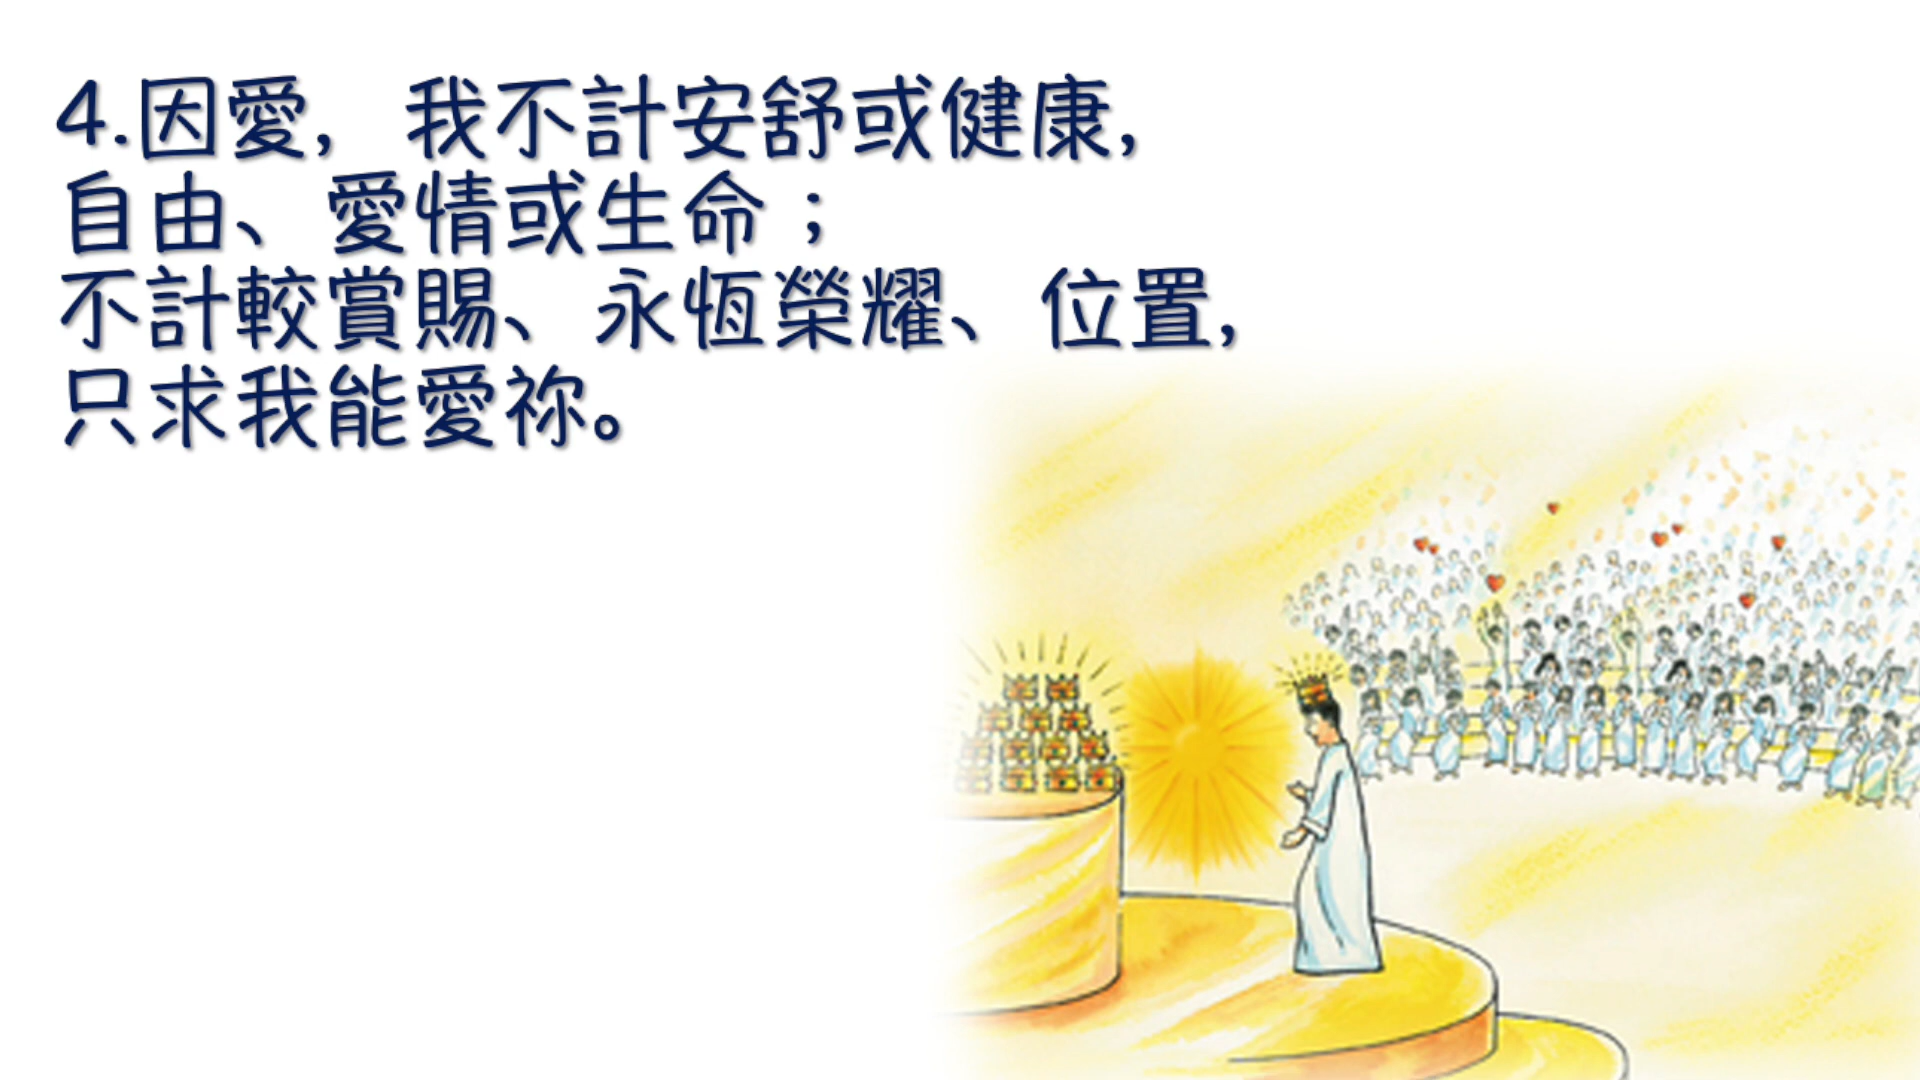 4.因愛，我不計安舒或健康，
自由、愛情或生命；
不計較賞賜、永恆榮耀、位置，
只求我能愛祢。